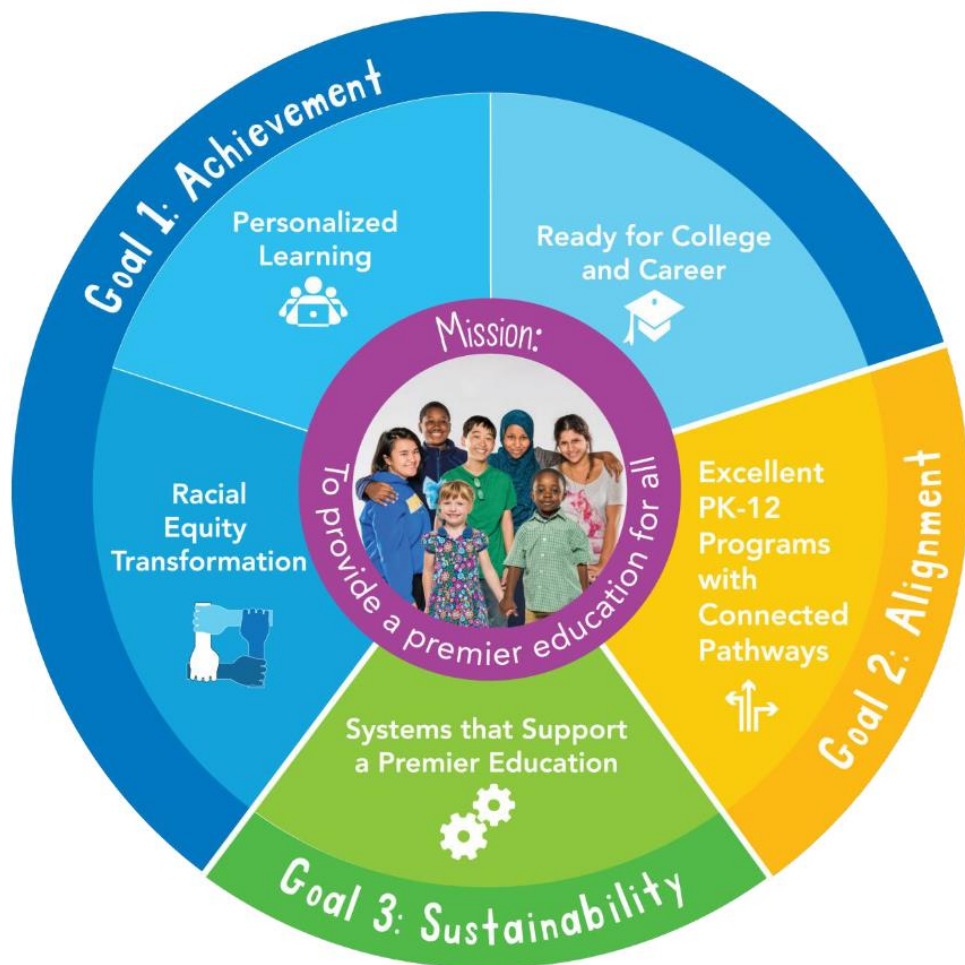 Goal 1: Achievement
Personalized
Learning
Ready for College
and Career
Racial
Equity
Transformation
Mission:
To provide a premier education for all
Excellent
PK-12
Programs
with
Connected
Pathways
Goal 2: Alignment
Systems that Support
a Premier Education
Goal 3: Sustainability